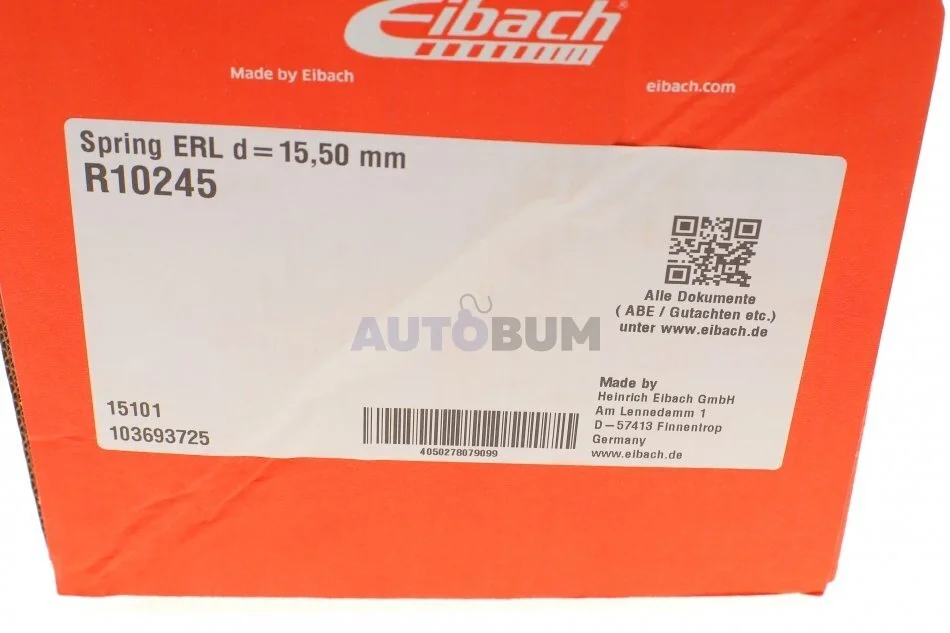 Eibach®
Made by Eibach
eibach.com
Spring ERL d=15,50 mm
R10245
Alle Dokumente
( ABE / Gutachten etc.)
unter www.eibach.de
AUTOBUM
15101
103693725
4050278079099
Made by
Heinrich Eibach GmbH
Am Lennedamm 1
D-57413 Finnentrop
Germany
www.eibach.de